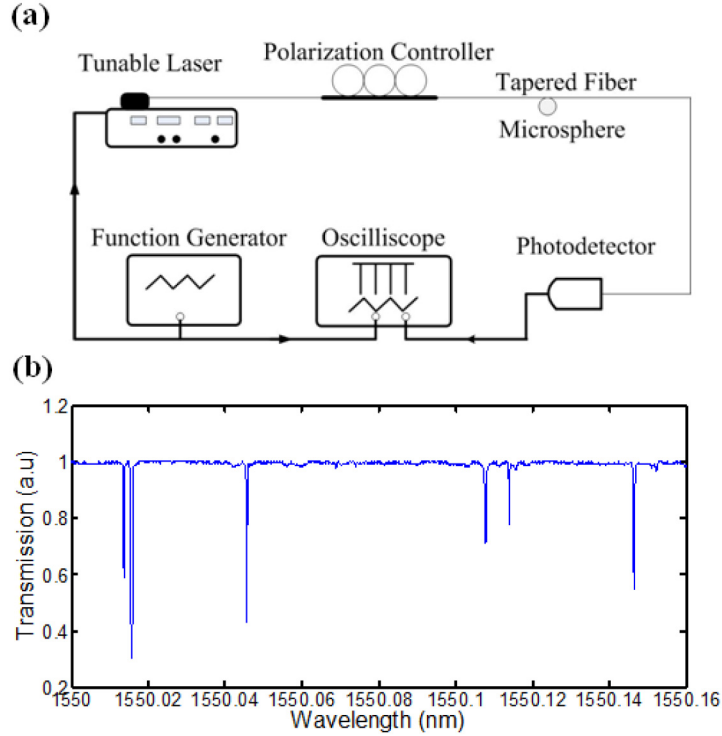 (a)
Polarization Controller
Tunable Laser
Tapered Fiber
Microsphere
Function Generator
Oscilliscope
Photodetector
(b)
1.2
1
0.8
0.6
0.4
0.2
Transmission (a.u)
1550 1550.02 1550.04 1550.06 1550.08 1550.1 1550.12 1550.14 1550.16
Wavelength (nm)